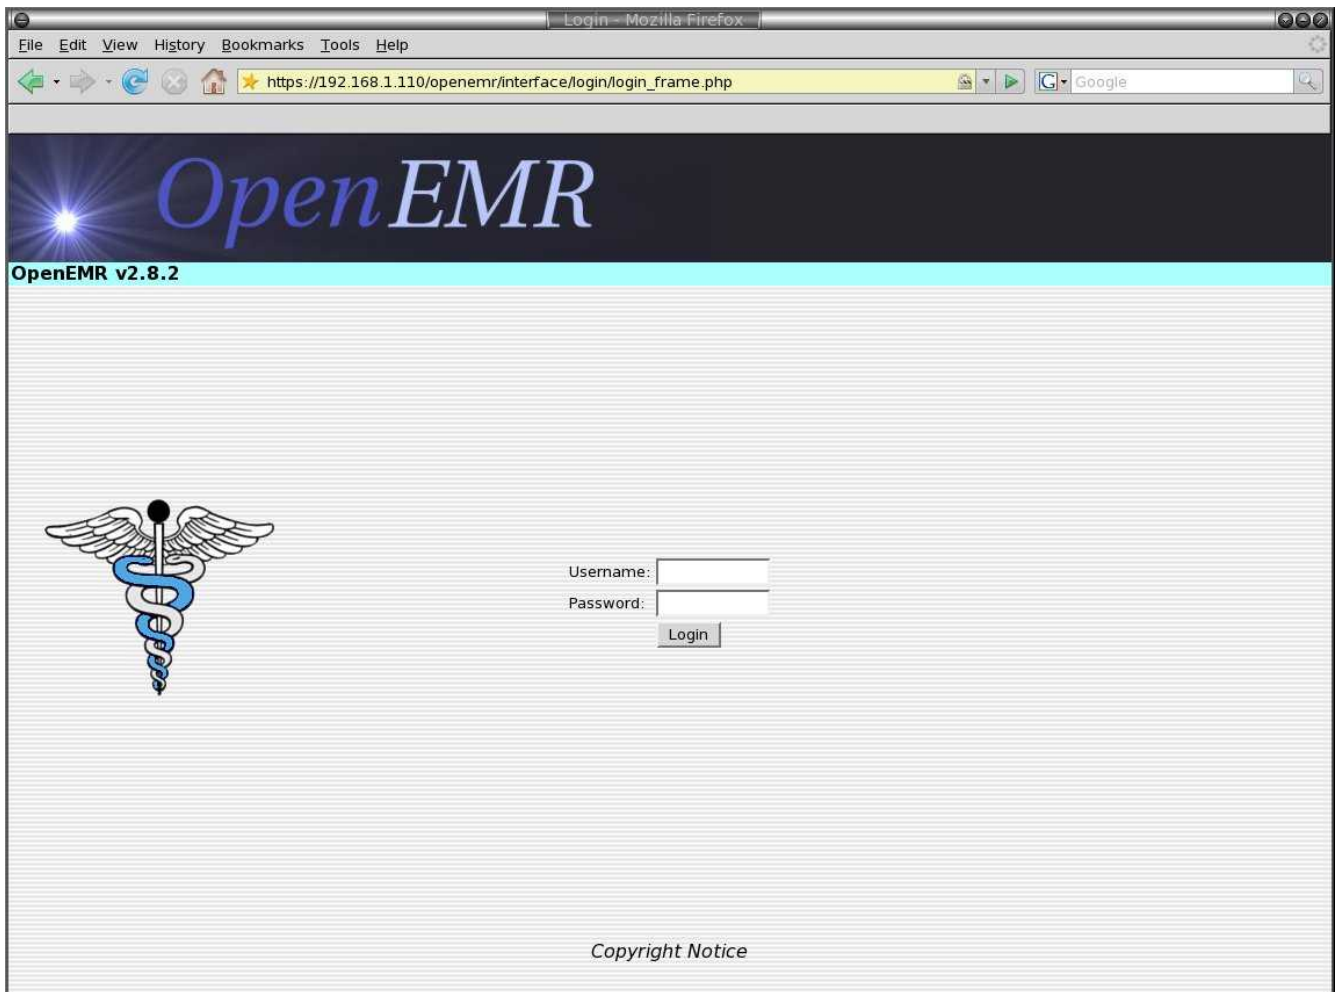 Login - Mozilla Firefox
File Edit View History Bookmarks Tools Help
https://192.168.1.110/openemr/interface/login/login_frame.php G Google
OpenEMR
OpenEMR v2.8.2
Username:
Password:
Login
Copyright Notice